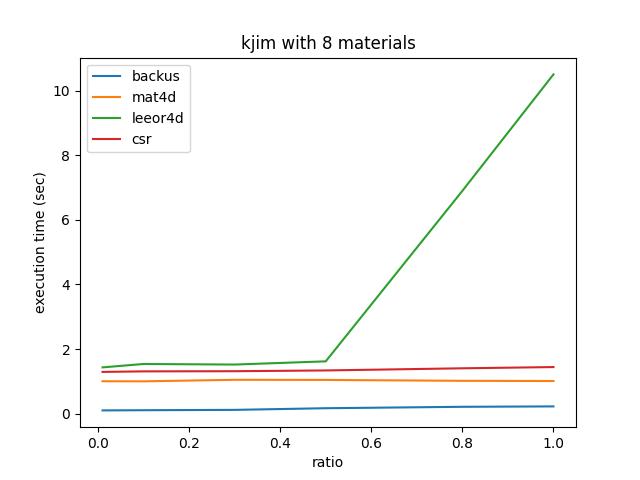 kjim with 8 materials
backus
mat4d
leeor4d
csr
execution time (sec)
10
8
6
4
2
0
0.0 0.2 0.4 0.6 0.8 1.0
ratio